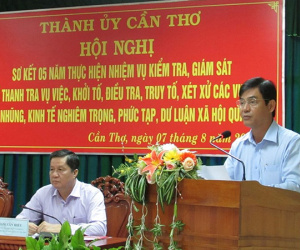 THÀNH ỦY CẦN THƠ
HỘI NGHỊ
SƠ KẾT 05 NĂM THỰC HIỆN NHIỆM VỤ KIỂM TRA, GIÁM SÁT
THANH TRA VỤ VIỆC, KHỞI TỐ, ĐIỀU TRA, TRUY TỐ, XÉT XỬ CÁC VỤ
NHŨNG, KINH TẾ NGHIÊM TRỌNG, PHỨC TẠP, DƯ LUẬN XÃ HỘI QUAN
Cần Thơ, ngày 07 tháng 8 năm